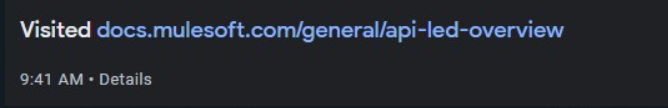 Visited docs.mulesoft.com/general/api-led-overview
9:41 AM • Details